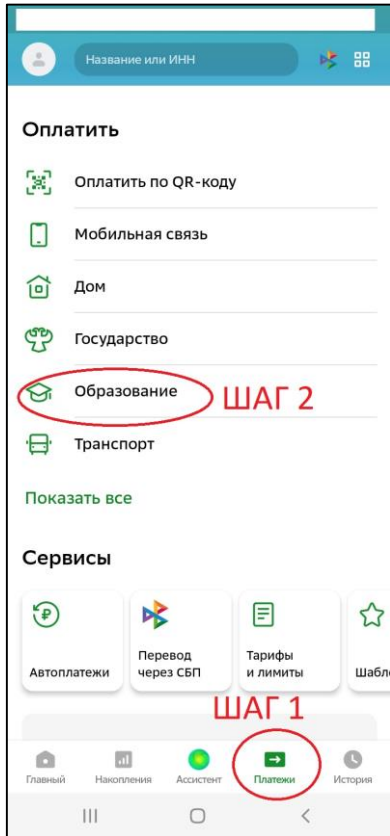 Название или ИНН
Оплатить
Оплатить по QR-коду
Мобильная связь
Дом
Государство
Образование
ШАГ 2
Транспорт
Показать все
Сервисы
Автоплатежи
Перевод
через СБП
Тарифы
и лимиты
Шабло
ШАГ 1
Главный
Накопления
Ассистент
Платежи
История